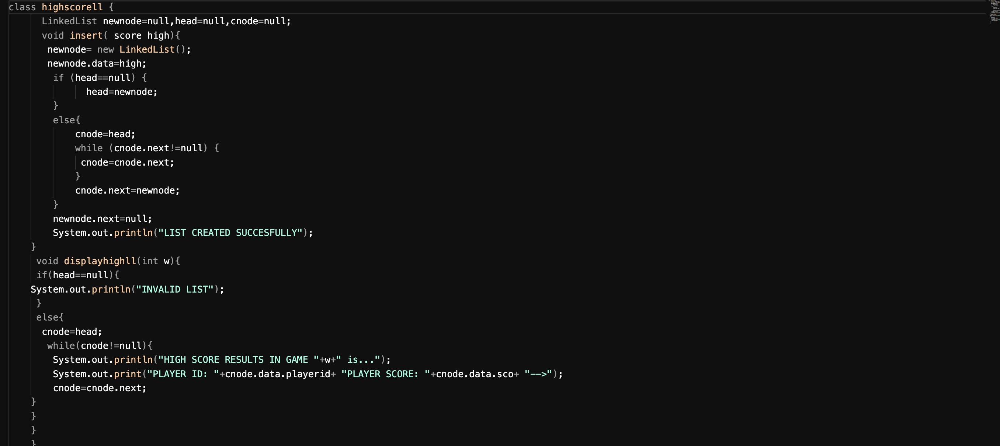 class highscorell {
LinkedList newnode=null,head=null,cnode=null;
void insert( score high){
newnode= new LinkedList();
newnode.data=high;
if (head==null) {
head=newnode;
}
else{
cnode=head;
while (cnode.next!=null) {
cnode=cnode.next;
}
cnode.next=newnode;
}
newnode.next=null;
System.out.println("LIST CREATED SUCCESFULLY");
}
void displayhighll(int w){
if(head==null){
System.out.println("INVALID LIST");
}
else{
cnode=head;
while(cnode!=null){
System.out.println("HIGH SCORE RESULTS IN GAME "+w+" is...");
System.out.print("PLAYER ID: "+cnode.data.playerid+ "PLAYER SCORE: "+cnode.data.sco+ "-->");
cnode=cnode.next;
}
}
}
}